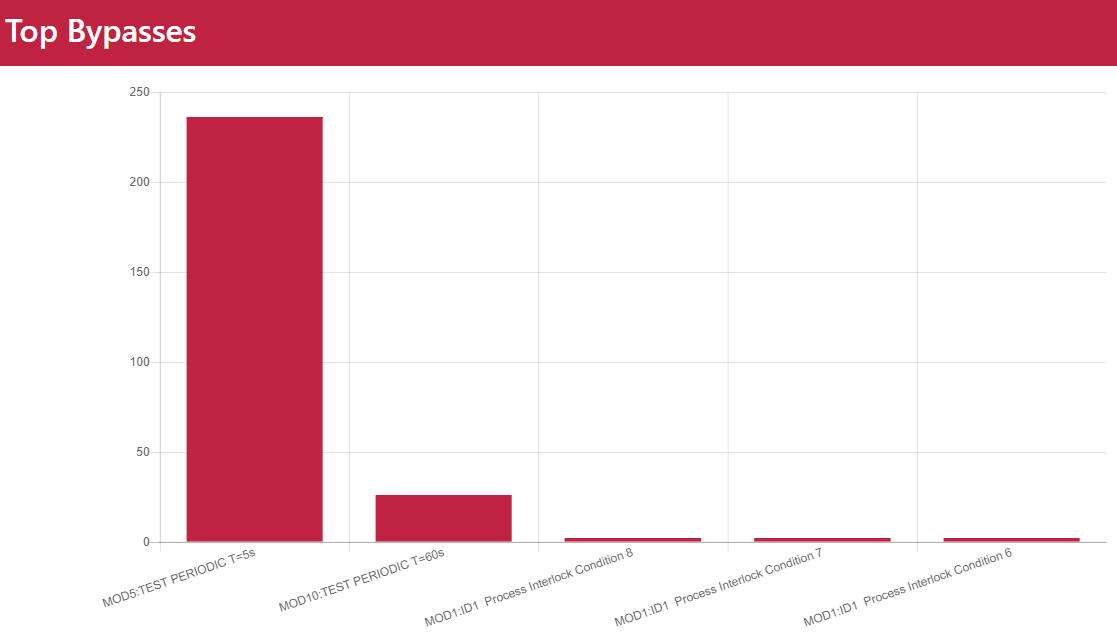 Top Bypasses
250
200
150
100
50
0
MOD5:TEST PERIODIC T=5s
MOD10:TEST PERIODIC T=60s
MOD1:ID1  Process Interlock Condition 8
MOD1:ID1  Process Interlock Condition 7
MOD1:ID1  Process Interlock Condition 6